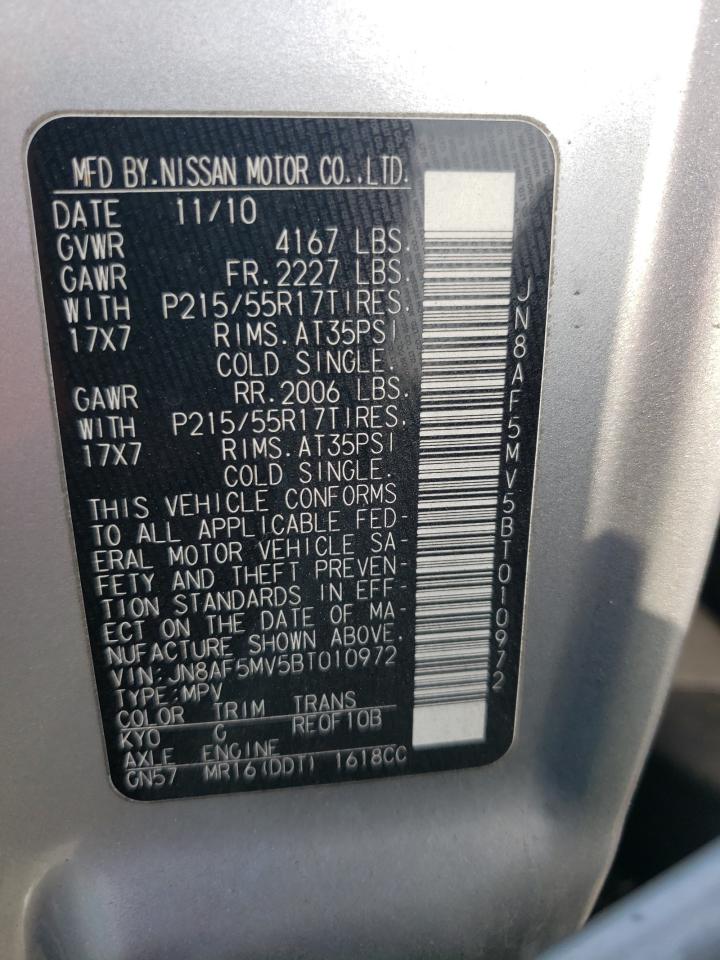 MFD BY.NISSAN MOTOR CO.,LTD.
DATE 11/10
GVWR 4167 LBS.
GAWR FR.2227 LBS.
WITH P215/55R17TIRES.
17X7 RIMS.AT35PSI
COLD SINGLE.
GAWR RR.2006 LBS.
WITH P215/55R17TIRES.
17X7 RIMS.AT35PSI
COLD SINGLE.
THIS VEHICLE CONFORMS
TO ALL APPLICABLE FED-
ERAL MOTOR VEHICLE SA-
FETY AND THEFT PREVEN-
TION STANDARDS IN EFF-
ECT ON THE DATE OF MA-
NUFACTURE SHOWN ABOVE.
VIN:JN8AF5MV5BT010972
TYPE:MPV
COLOR TRIM TRANS
KY0 G RE0F10B
AXLE ENGINE
GN57 MR16(DDT) 1618CC
JN8AF5MV5BT010972